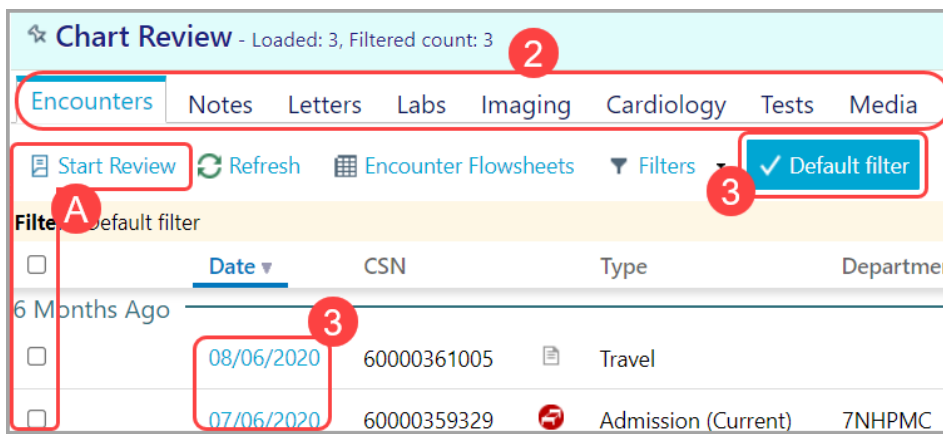 Chart Review - Loaded: 3, Filtered count: 3
2
Encounters Notes Letters Labs Imaging Cardiology Tests Media
Start Review Refresh Encounter Flowsheets Filters Default filter
3
A
Filte Default filter
Date CSN Type Departme
6 Months Ago
3
08/06/2020 60000361005 Travel
07/06/2020 60000359329 Admission (Current) 7NHPMC